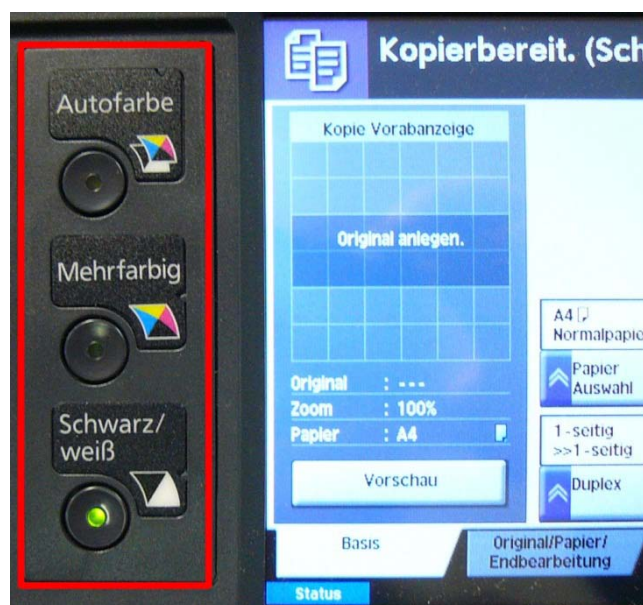 Autofarbe
Mehrfarbig
Schwarz/
weiß
Kopierbereit. (Sch
Kopie Vorabanzeige
Original anlegen.
Original : ---
Zoom : 100%
Papier : A4
Vorschau
A4
Normalpapie
Papier
Auswahl
1-seitig
>>1-seitig
Duplex
Basis
Original/Papier/
Endbearbeitung
Status